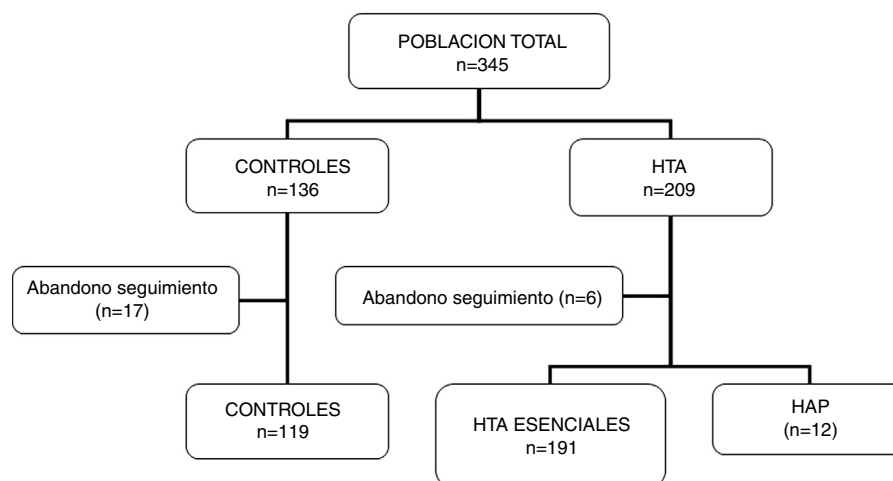 POBLACION TOTAL
n=345
CONTROLES
n=136
HTA
n=209
Abandono seguimiento
(n=17)
Abandono seguimiento (n=6)
CONTROLES
n=119
HTA ESENCIALES
n=191
HAP
(n=12)